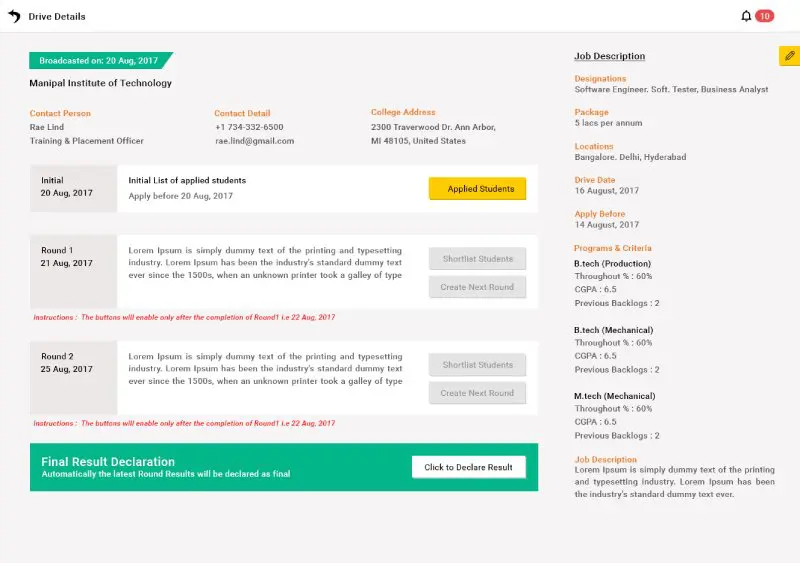 Drive Details
10
Broadcasted on: 20 Aug, 2017
Manipal Institute of Technology
Contact Person
Rae Lind
Training & Placement Officer
Contact Detail
+1 734-332-6500
rae.lind@gmail.com
College Address
2300 Traverwood Dr. Ann Arbor,
MI 48105, United States
Initial
20 Aug, 2017
Initial List of applied students
Apply before 20 Aug, 2017
Applied Students
Round 1
21 Aug, 2017
Lorem Ipsum is simply dummy text of the printing and typesetting
industry. Lorem Ipsum has been the industry's standard dummy text
ever since the 1500s, when an unknown printer took a galley of type
Shortlist Students
Create Next Round
Instructions : The buttons will enable only after the completion of Round1 i.e 22 Aug, 2017
Round 2
25 Aug, 2017
Lorem Ipsum is simply dummy text of the printing and typesetting
industry. Lorem Ipsum has been the industry's standard dummy text
ever since the 1500s, when an unknown printer took a galley of type
Shortlist Students
Create Next Round
Instructions : The buttons will enable only after the completion of Round1 i.e 22 Aug, 2017
Final Result Declaration
Automatically the latest Round Results will be declared as final
Click to Declare Result
Job Description
Designations
Software Engineer. Soft. Tester, Business Analyst
Package
5 lacs per annum
Locations
Bangalore. Delhi, Hyderabad
Drive Date
16 August, 2017
Apply Before
14 August, 2017
Programs & Criteria
B.tech (Production)
Throughout % : 60%
CGPA : 6.5
Previous Backlogs : 2
B.tech (Mechanical)
Throughout % : 60%
CGPA : 6.5
Previous Backlogs : 2
M.tech (Mechanical)
Throughout % : 60%
CGPA : 6.5
Previous Backlogs : 2
Job Description
Lorem Ipsum is simply dummy text of the printing
and typesetting industry. Lorem Ipsum has been
the industry's standard dummy text ever.